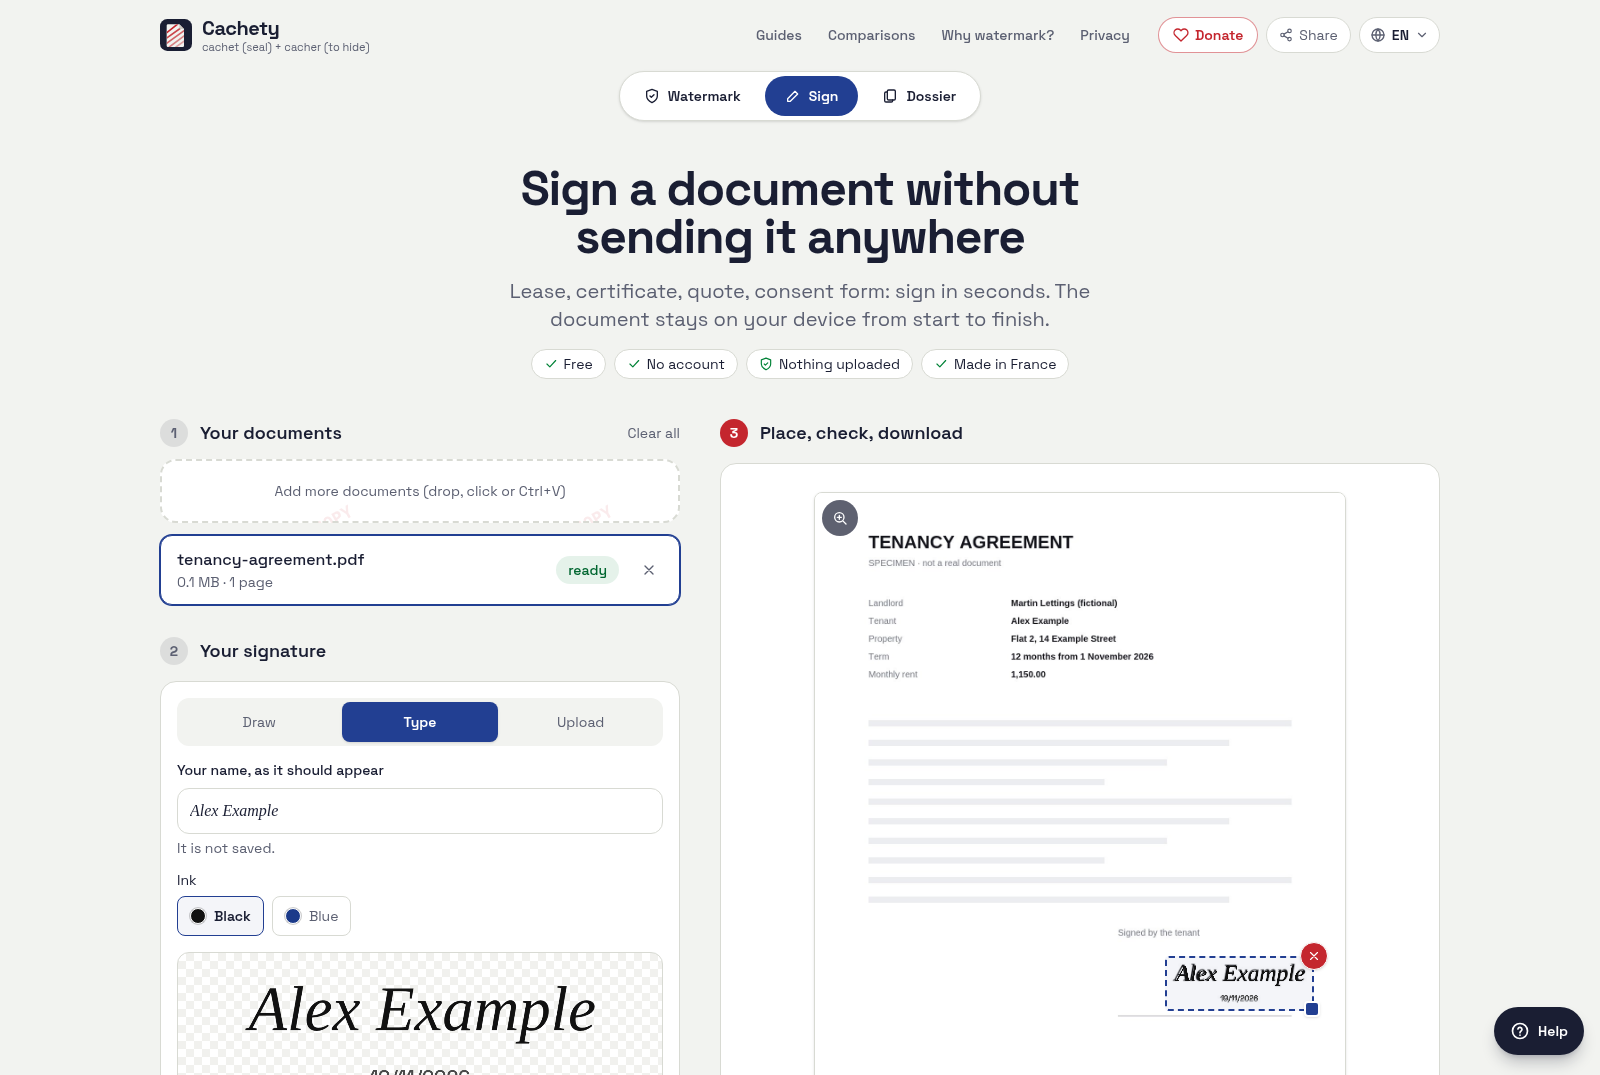 Cachety
cachet (seal) + cacher (to hide)
Guides
Comparisons
Why watermark?
Privacy
Donate
Share
EN
Watermark
Sign
Dossier
Sign a document without
sending it anywhere
Lease, certificate, quote, consent form: sign in seconds. The
document stays on your device from start to finish.
Free
No account
Nothing uploaded
Made in France
1
Your documents
Clear all
Add more documents (drop, click or Ctrl+V)
tenancy-agreement.pdf
0.1 MB · 1 page
ready
2
Your signature
Draw
Type
Upload
Your name, as it should appear
Alex Example
It is not saved.
Ink
Black
Blue
Alex Example
3
Place, check, download
TENANCY AGREEMENT
SPECIMEN - not a real document
Landlord
Martin Lettings (fictional)
Tenant
Alex Example
Property
Flat 2, 14 Example Street
Term
12 months from 1 November 2026
Monthly rent
1,150.00
Signed by the tenant
Alex Example
Help